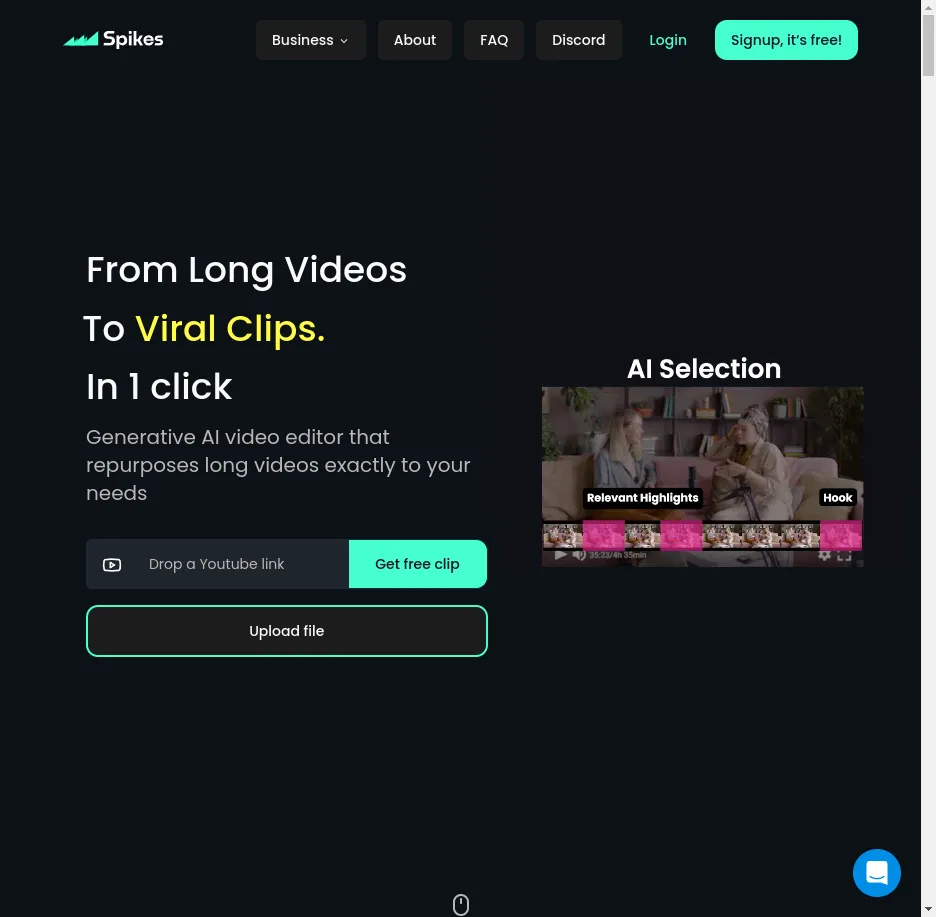 Spikes
Business
About
FAQ
Discord
Login
Signup, it's free!
From Long Videos
To Viral Clips.
In 1 click
Generative AI video editor that
repurposes long videos exactly to your
needs
Drop a Youtube link
Get free clip
Upload file
AI Selection
Relevant Highlights
Hook
35:23/4h 35min